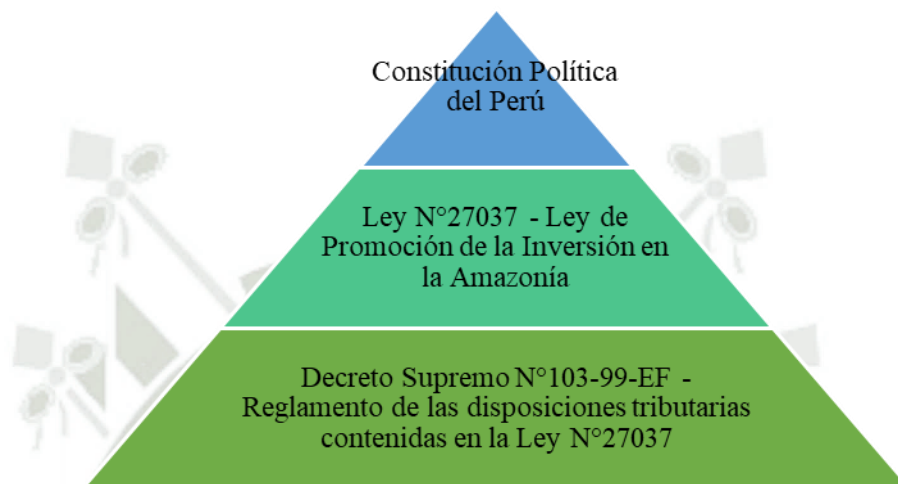 Constitución Política
del Perú
Ley N°27037 - Ley de
Promoción de la Inversión en
la Amazonía
Decreto Supremo N°103-99-EF -
Reglamento de las disposiciones tributarias
contenidas en la Ley N°27037